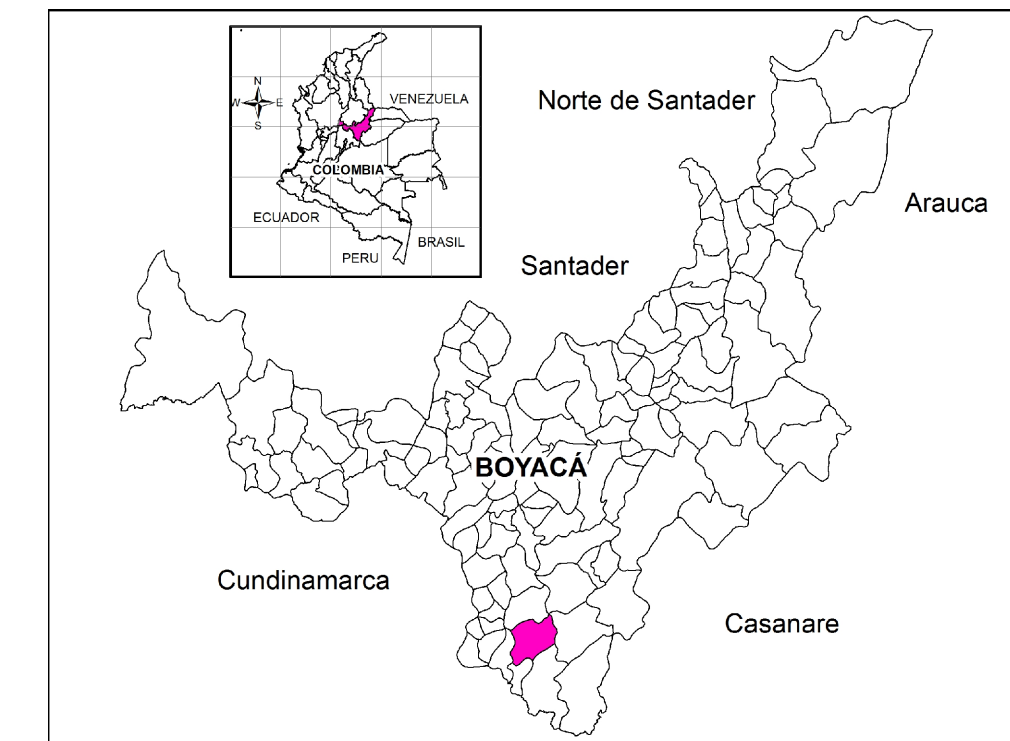 N
W E
S
VENEZUELA
COLOMBIA
ECUADOR
BRASIL
PERU
Norte de Santader
Arauca
Santader
BOYACÁ
Cundinamarca
Casanare